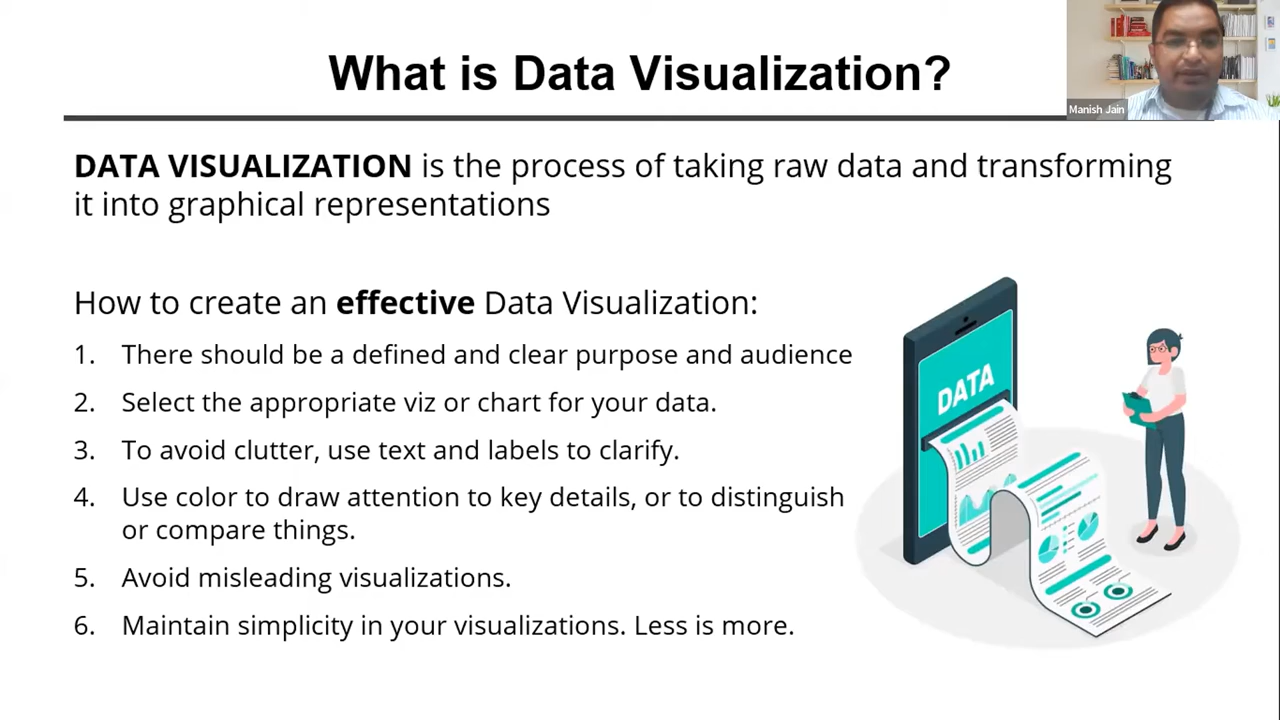 What is Data Visualization?
Manish Jain
DATA VISUALIZATION is the process of taking raw data and transforming
it into graphical representations
How to create an effective Data Visualization:
1. There should be a defined and clear purpose and audience
2. Select the appropriate viz or chart for your data.
3. To avoid clutter, use text and labels to clarify.
4. Use color to draw attention to key details, or to distinguish
or compare things.
5. Avoid misleading visualizations.
6. Maintain simplicity in your visualizations. Less is more.
DATA